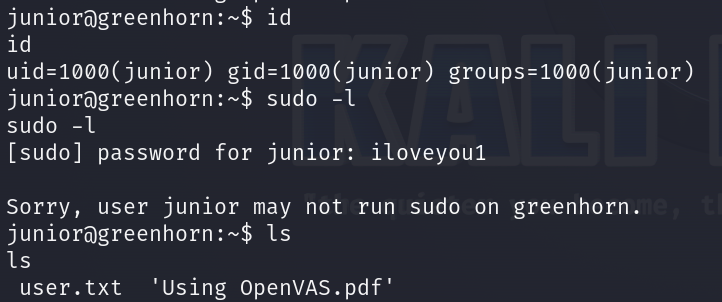 junior@greenhorn:~$ id
id
uid=1000(junior) gid=1000(junior) groups=1000(junior)
junior@greenhorn:~$ sudo -l
sudo -l
[sudo] password for junior: iloveyou1
Sorry, user junior may not run sudo on greenhorn.
junior@greenhorn:~$ ls
ls
user.txt  'Using OpenVAS.pdf'
KALI